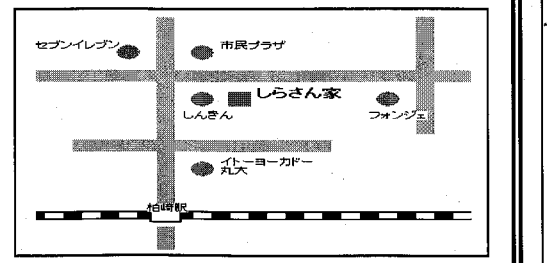 セブンイレブン
市民プラザ
しらさん家
しんきん
フォンジェ
イトーヨーカドー
丸大
柏崎駅